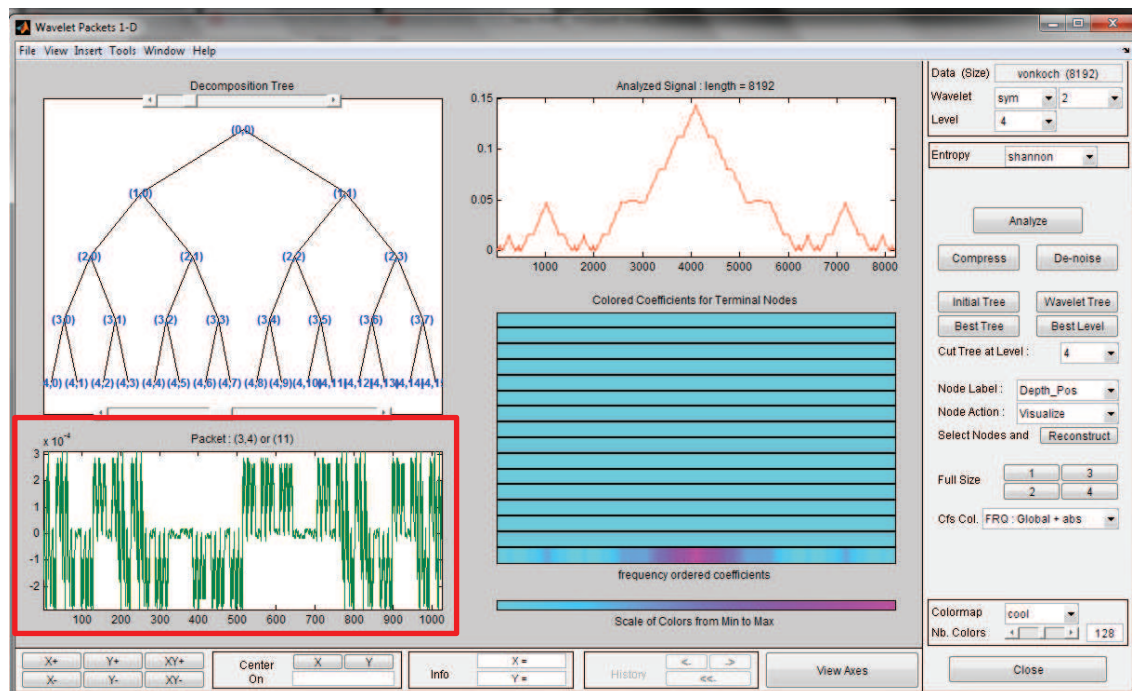 Wavelet Packets 1-D
File View Insert Tools Window Help
Decomposition Tree
(0,0)
(1,0) (1,1)
(2,0) (2,1) (2,2) (2,3)
(3,0) (3,1) (3,2) (3,3) (3,4) (3,5) (3,6) (3,7)
4,0) (4,1) (4,2) (4,3) (4,4) (4,5) (4,6) (4,7) (4,8) (4,9) (4,10) (4,11) (4,12) (4,13) (4,14) (4,1
Packet : (3,4) or (11)
x 10⁻⁴
3
2
1
0
-1
-2
100 200 300 400 500 600 700 800 900 1000
Analyzed Signal : length = 8192
0.15
0.1
0.05
0
1000 2000 3000 4000 5000 6000 7000 8000
Colored Coefficients for Terminal Nodes
frequency ordered coefficients
Scale of Colors from Min to Max
Data (Size) vonkoch (8192)
Wavelet sym 2
Level 4
Entropy shannon
Analyze
Compress De-noise
Initial Tree Wavelet Tree
Best Tree Best Level
Cut Tree at Level : 4
Node Label : Depth_Pos
Node Action : Visualize
Select Nodes and Reconstruct
Full Size 1 3
2 4
Cfs Col. FRQ : Global + abs
Colormap cool
Nb. Colors 128
X+ Y+ XY+
X- Y- XY-
Center On X Y
Info X =
Y =
History <- ->
<<-
View Axes
Close